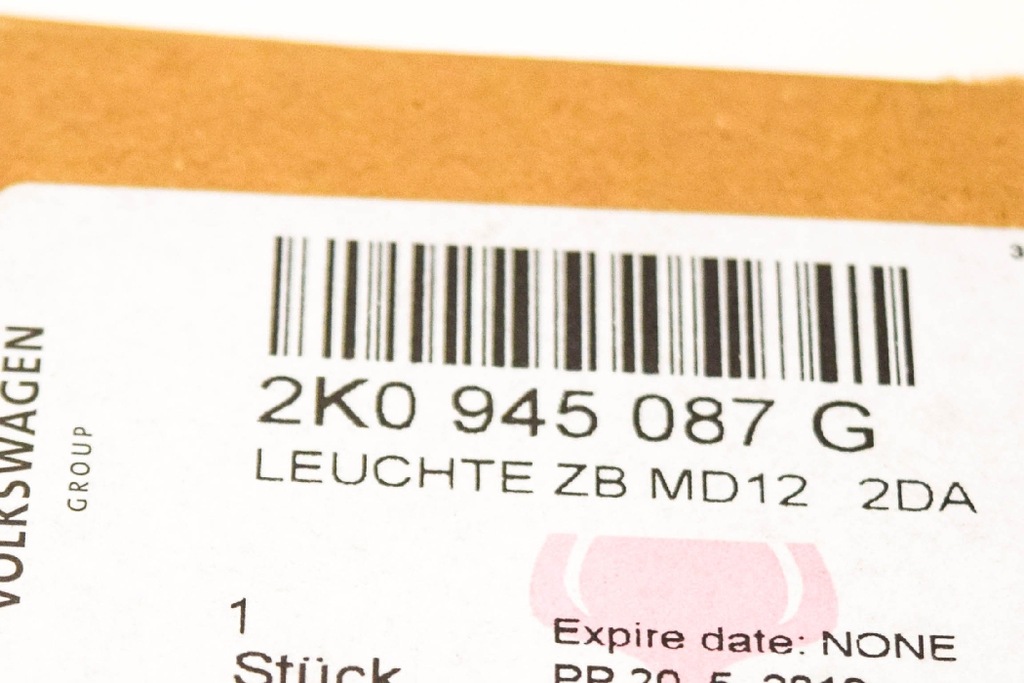 2K0 945 087 G
LEUCHTE ZB MD12 2DA
VOLKSWAGEN
GROUP
1
Stück
Expire date: NONE